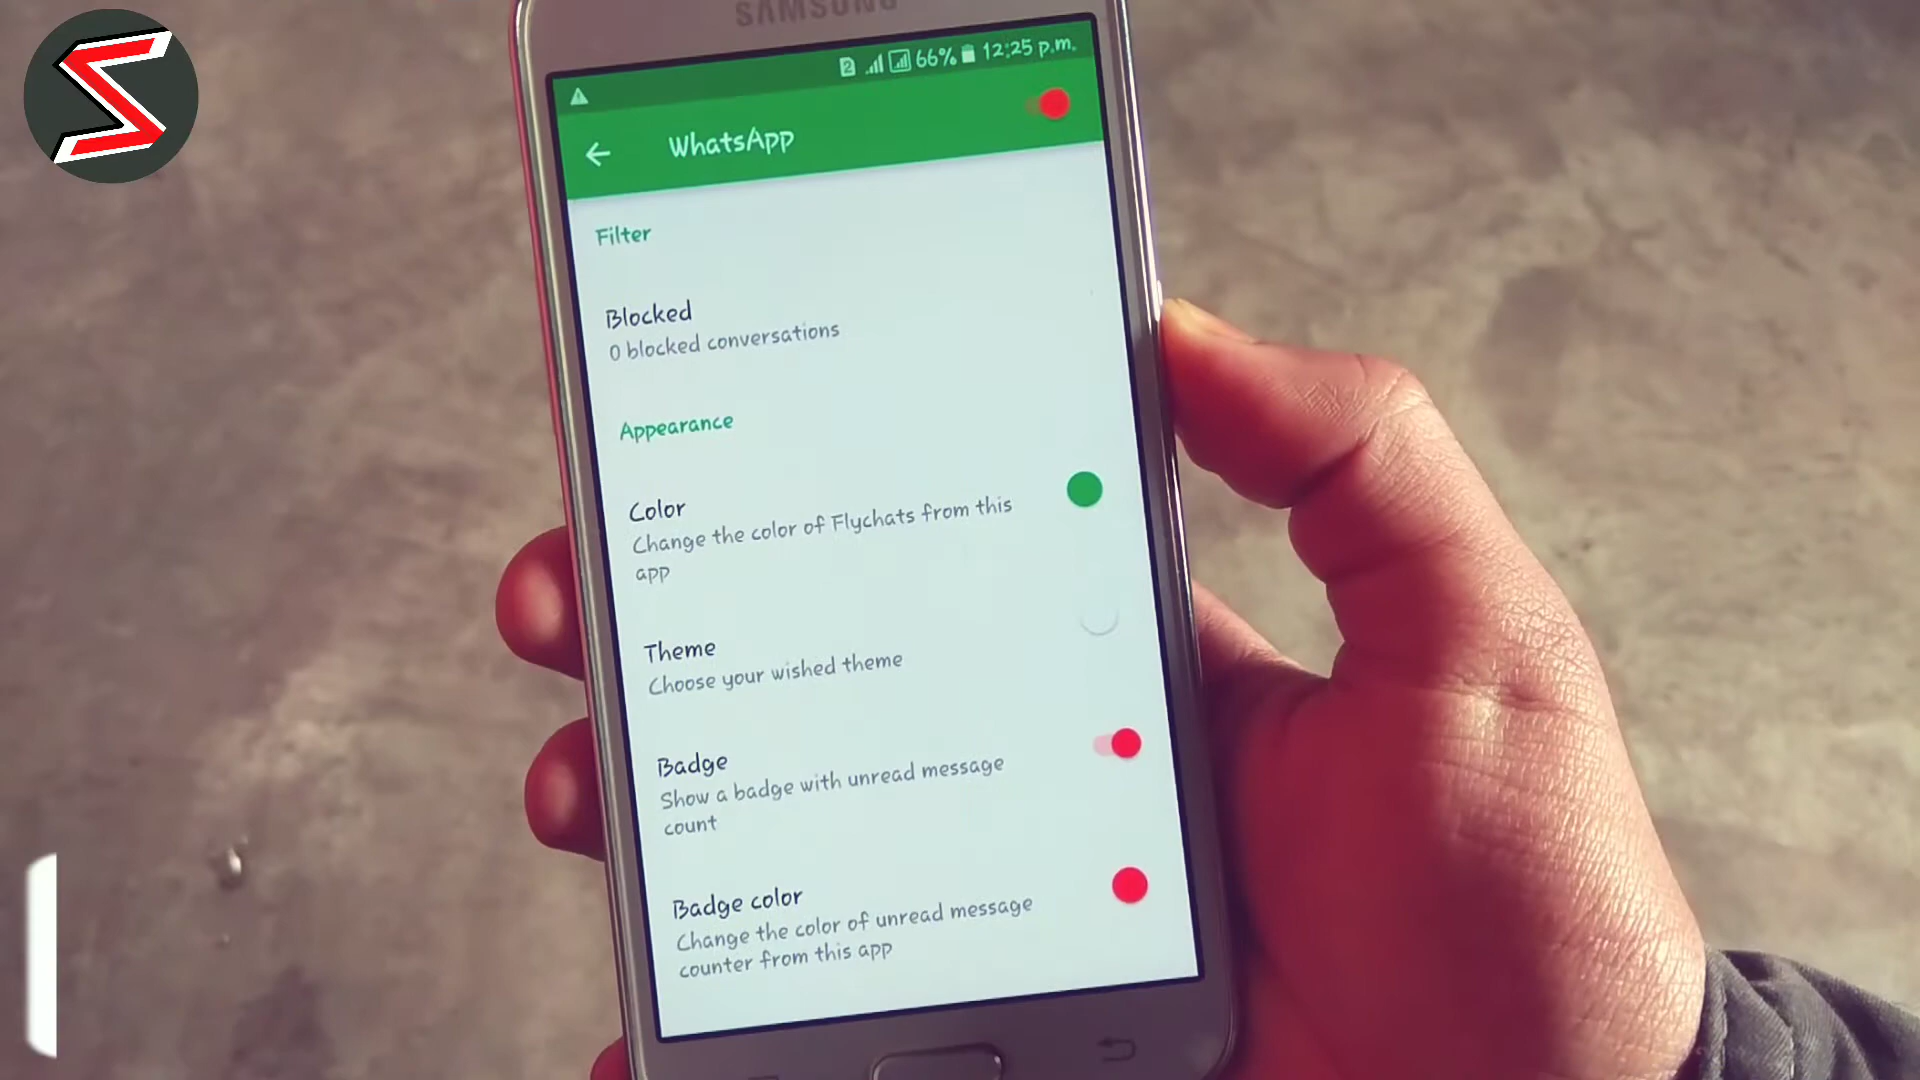 SAMSUNG
2 66% 12:25 p.m.
WhatsApp
Filter
Blocked
0 blocked conversations
Appearance
Color
Change the color of Flychats from this
app
Theme
Choose your wished theme
Badge
Show a badge with unread message
count
Badge color
Change the color of unread message
counter from this app